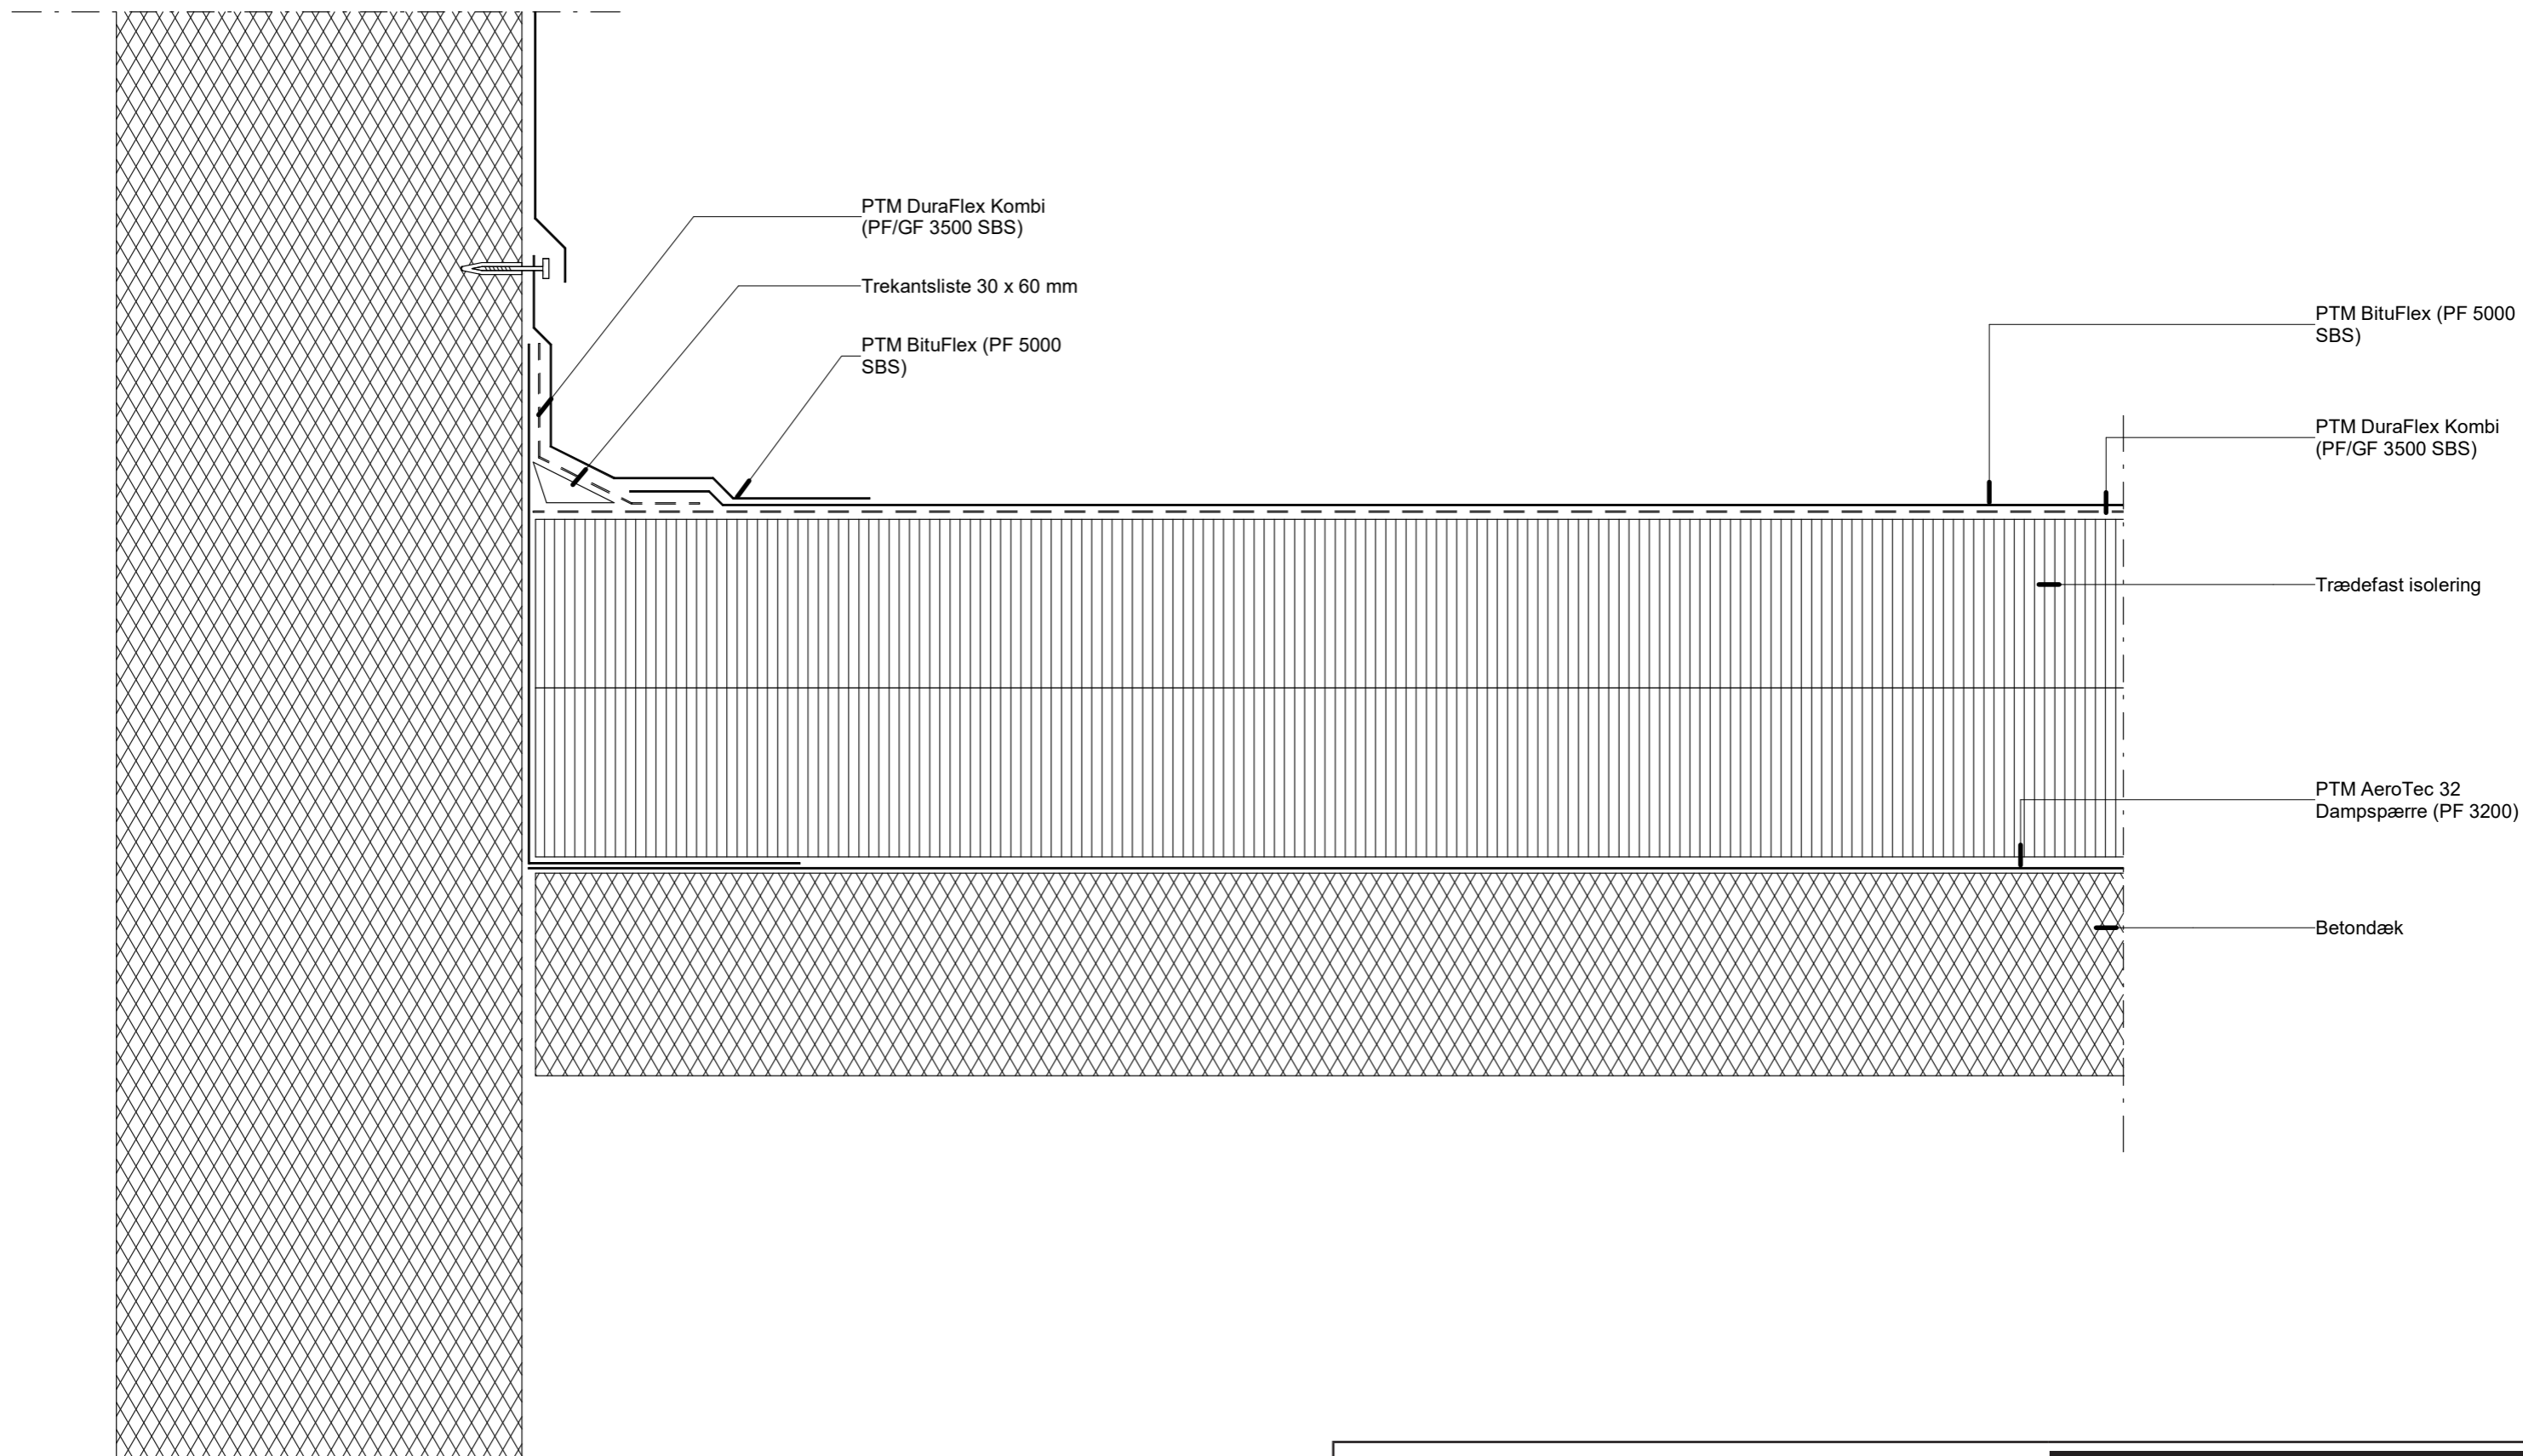 PTM DuraFlex Kombi
(PF/GF 3500 SBS)
Trekantsliste 30 x 60 mm
PTM BituFlex (PF 5000
SBS)
PTM BituFlex (PF 5000
SBS)
PTM DuraFlex Kombi
(PF/GF 3500 SBS)
Trædefast isolering
PTM AeroTec 32
Dampspærre (PF 3200)
Betondæk